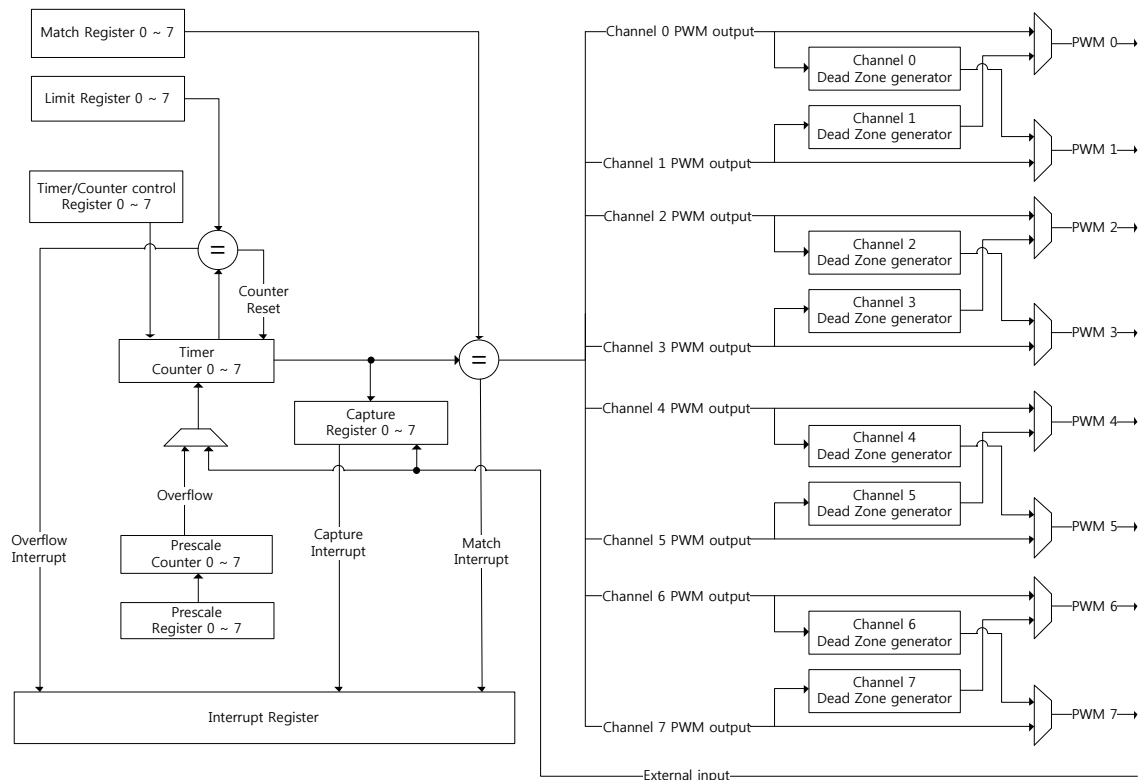 Match Register 0 ~ 7
Limit Register 0 ~ 7
Timer/Counter control
Register 0 ~ 7
=
Counter
Reset
Timer
Counter 0 ~ 7
=
Capture
Register 0 ~ 7
Overflow
Overflow
Interrupt
Capture
Interrupt
Match
Interrupt
Prescale
Counter 0 ~ 7
Prescale
Register 0 ~ 7
Interrupt Register
External input
Channel 0 PWM output
Channel 0
Dead Zone generator
PWM 0
Channel 1
Dead Zone generator
Channel 1 PWM output
PWM 1
Channel 2 PWM output
Channel 2
Dead Zone generator
PWM 2
Channel 3
Dead Zone generator
Channel 3 PWM output
PWM 3
Channel 4 PWM output
Channel 4
Dead Zone generator
PWM 4
Channel 5
Dead Zone generator
Channel 5 PWM output
PWM 5
Channel 6 PWM output
Channel 6
Dead Zone generator
PWM 6
Channel 7
Dead Zone generator
Channel 7 PWM output
PWM 7